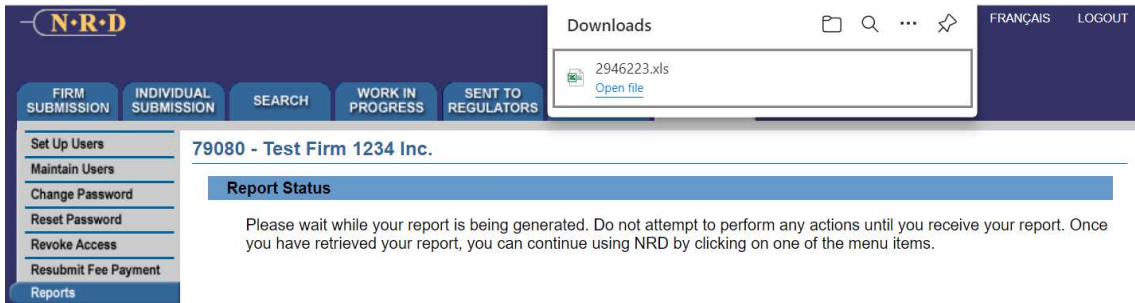 N·R·D
Downloads
FRANÇAIS LOGOUT
2946223.xls
Open file
FIRM SUBMISSION
INDIVIDUAL SUBMISSION
SEARCH
WORK IN PROGRESS
SENT TO REGULATORS
Set Up Users
Maintain Users
Change Password
Reset Password
Revoke Access
Resubmit Fee Payment
Reports
79080 - Test Firm 1234 Inc.
Report Status
Please wait while your report is being generated. Do not attempt to perform any actions until you receive your report. Once
you have retrieved your report, you can continue using NRD by clicking on one of the menu items.